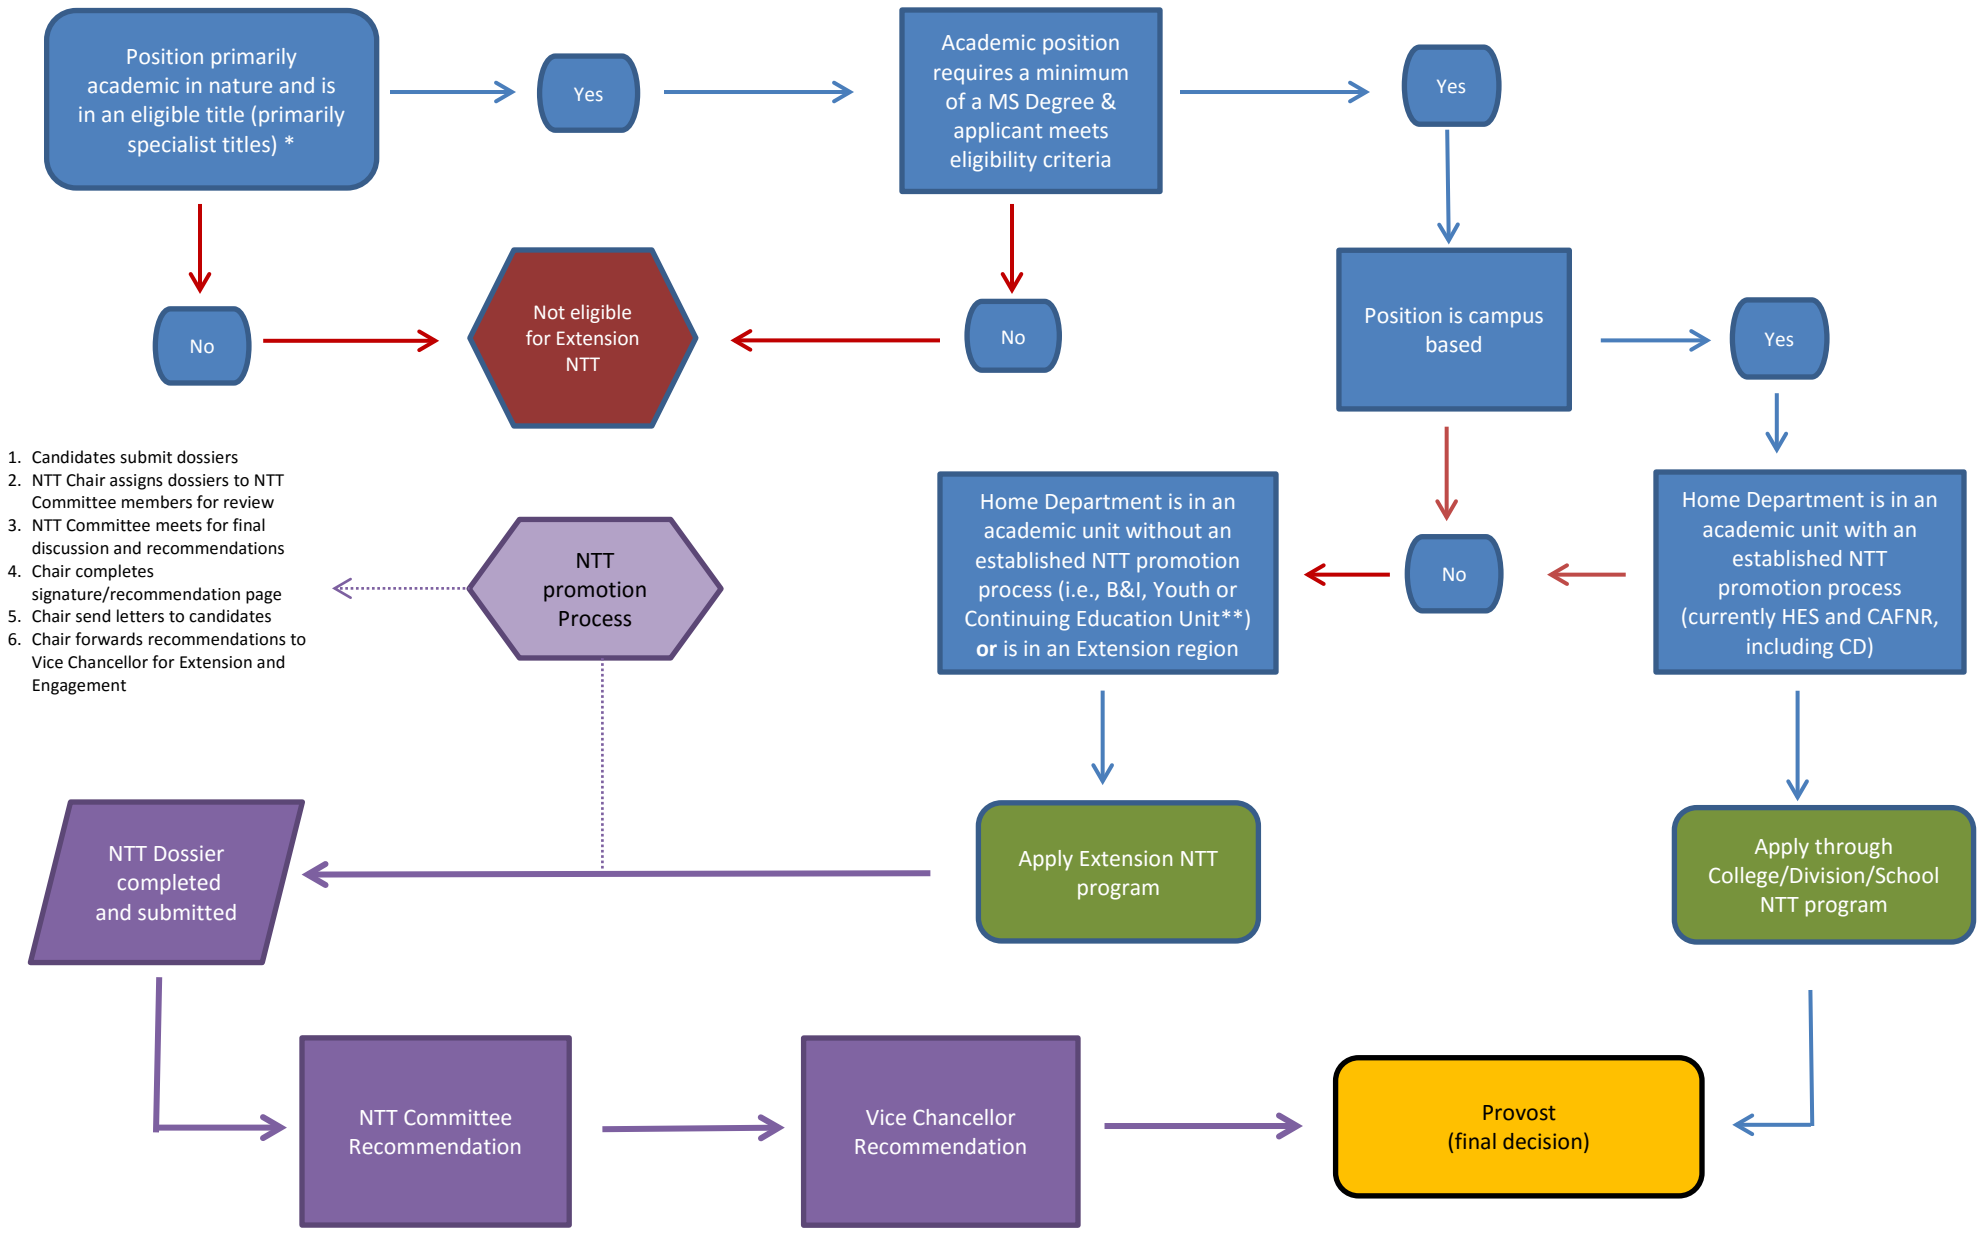 Position primarily
academic in nature and is
in an eligible title (primarily
specialist titles) *
Yes
Academic position
requires a minimum
of a MS Degree &
applicant meets
eligibility criteria
Yes
No
Not eligible
for Extension
NTT
No
Position is campus
based
Yes
1. Candidates submit dossiers
2. NTT Chair assigns dossiers to NTT
Committee members for review
3. NTT Committee meets for final
discussion and recommendations
4. Chair completes
signature/recommendation page
5. Chair send letters to candidates
6. Chair forwards recommendations to
Vice Chancellor for Extension and
Engagement
NTT
promotion
Process
Home Department is in an
academic unit without an
established NTT promotion
process (i.e., B&I, Youth or
Continuing Education Unit**)
or is in an Extension region
No
Home Department is in an
academic unit with an
established NTT
promotion process
(currently HES and CAFNR,
including CD)
NTT Dossier
completed
and submitted
Apply Extension NTT
program
Apply through
College/Division/School
NTT program
NTT Committee
Recommendation
Vice Chancellor
Recommendation
Provost
(final decision)